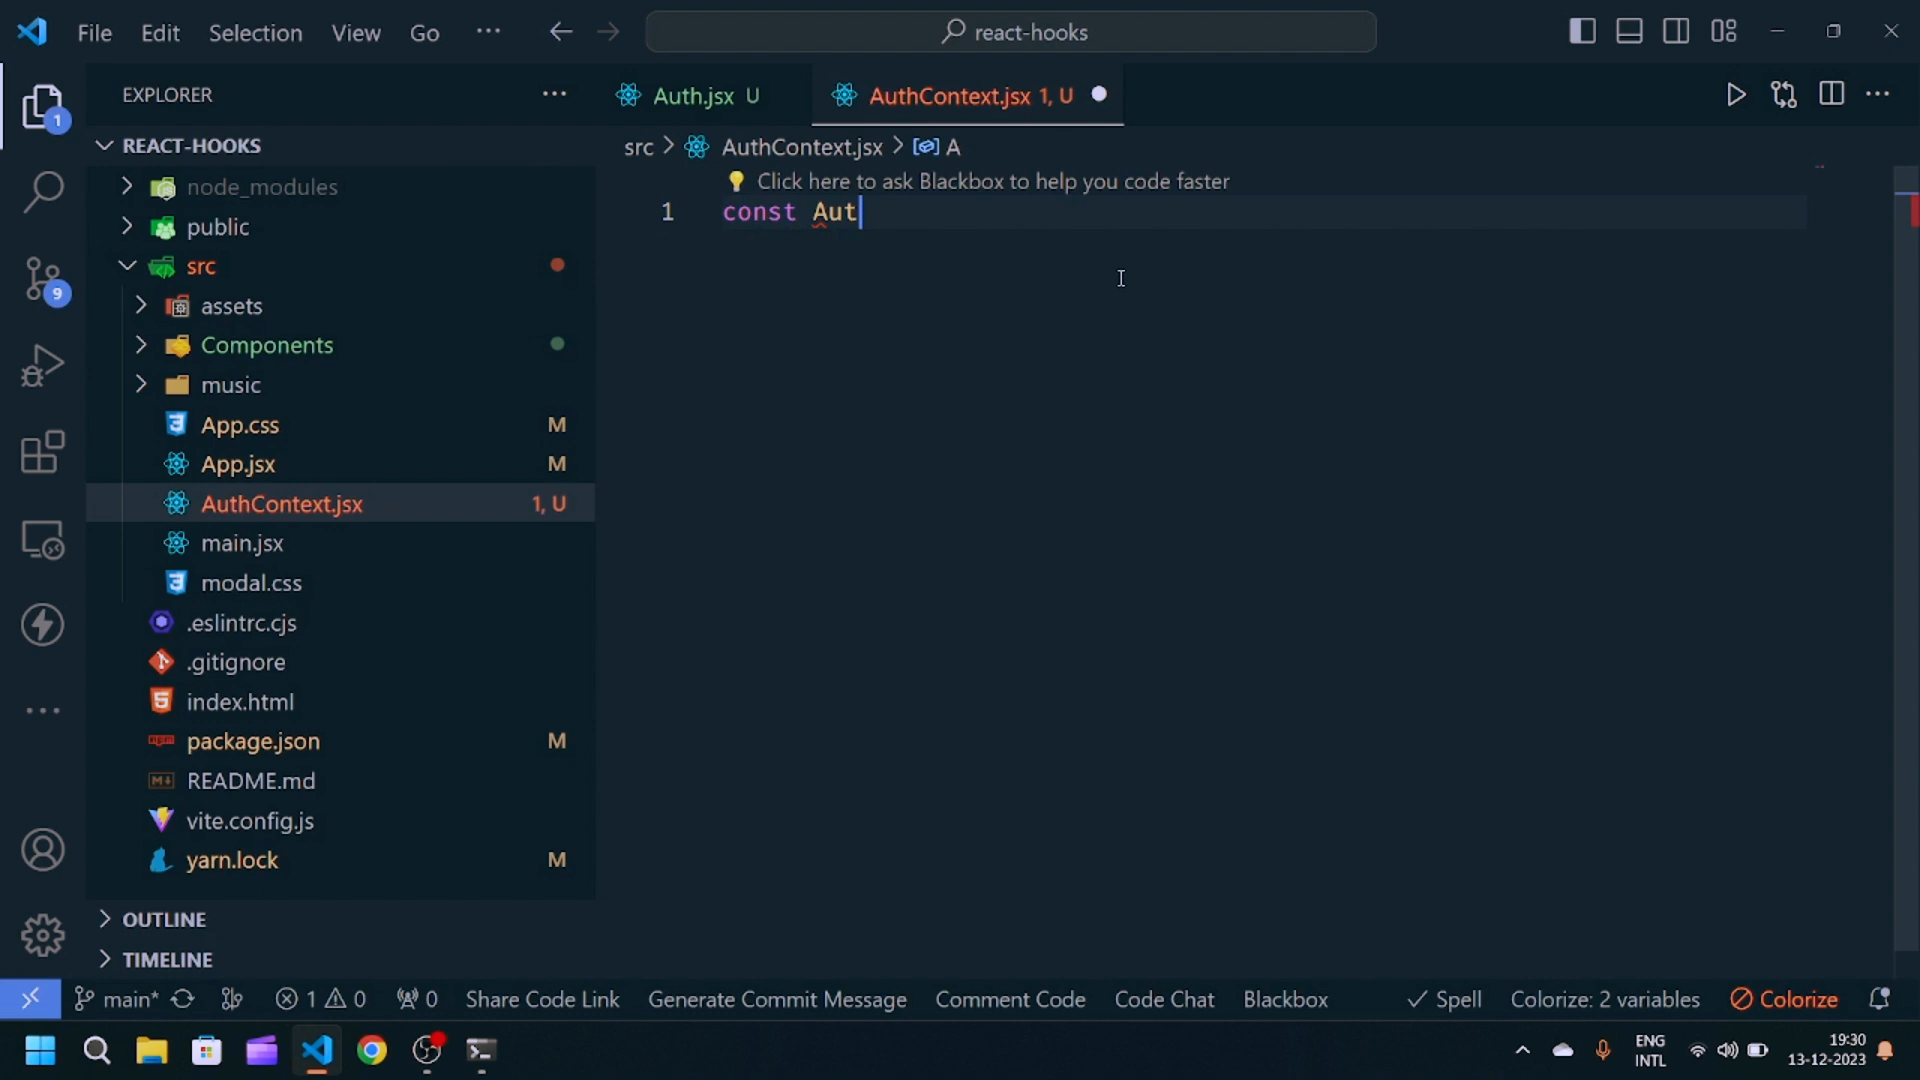 File Edit Selection View Go ··· react-hooks
EXPLORER ···
Auth.jsx U
AuthContext.jsx 1, U
REACT-HOOKS
src > AuthContext.jsx > A
Click here to ask Blackbox to help you code faster
1 const Aut
node_modules
public
src
assets
Components
music
App.css M
App.jsx M
AuthContext.jsx 1, U
main.jsx
modal.css
.eslintrc.cjs
.gitignore
index.html
package.json M
README.md
vite.config.js
yarn.lock M
OUTLINE
TIMELINE
1
9
main* 1 0 0 Share Code Link Generate Commit Message Comment Code Code Chat Blackbox Spell Colorize: 2 variables Colorize
ENG
INTL
19:30
13-12-2023